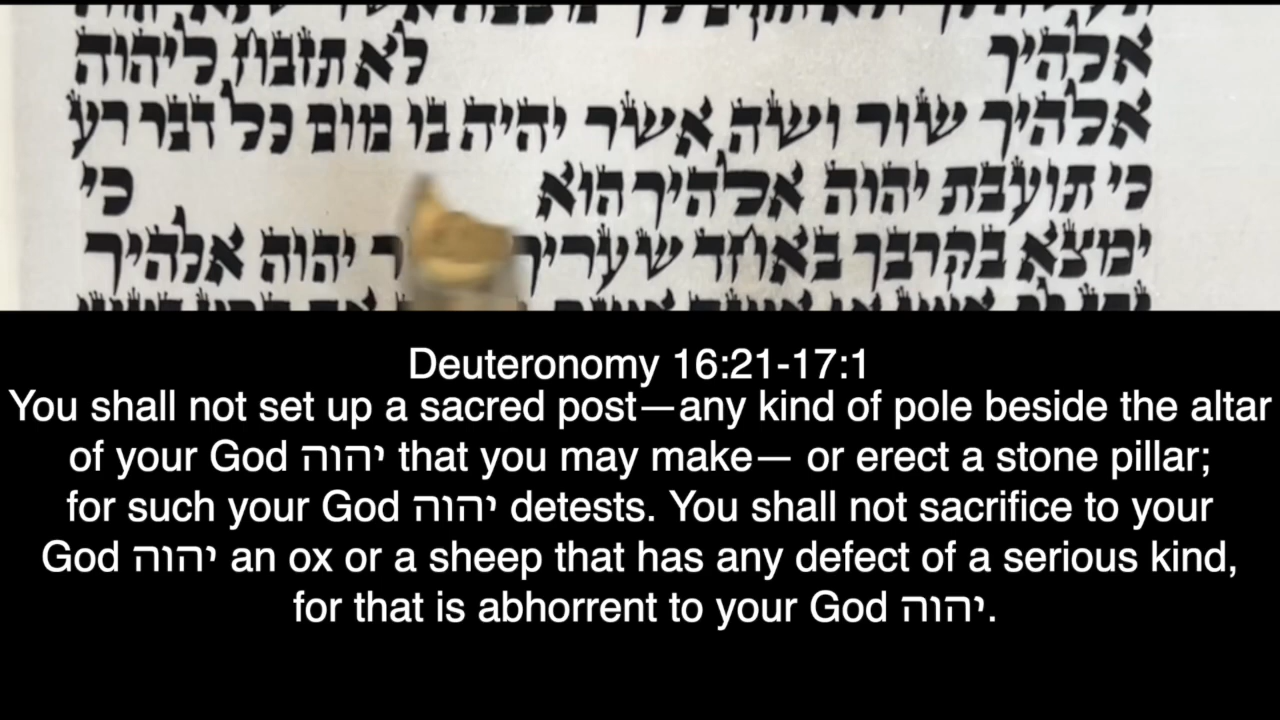 אלהיך לא תזבח ליהוה
אלהיך שור ושה אשר יהיה בו מום כל דבר רע
כי תועבת יהוה אלהיך הוא כי
ימצא בקרבך באחד שעריך יהוה אלהיך
Deuteronomy 16:21-17:1
You shall not set up a sacred post—any kind of pole beside the altar
of your God יהוה that you may make— or erect a stone pillar;
for such your God יהוה detests. You shall not sacrifice to your
God יהוה an ox or a sheep that has any defect of a serious kind,
for that is abhorrent to your God יהוה.